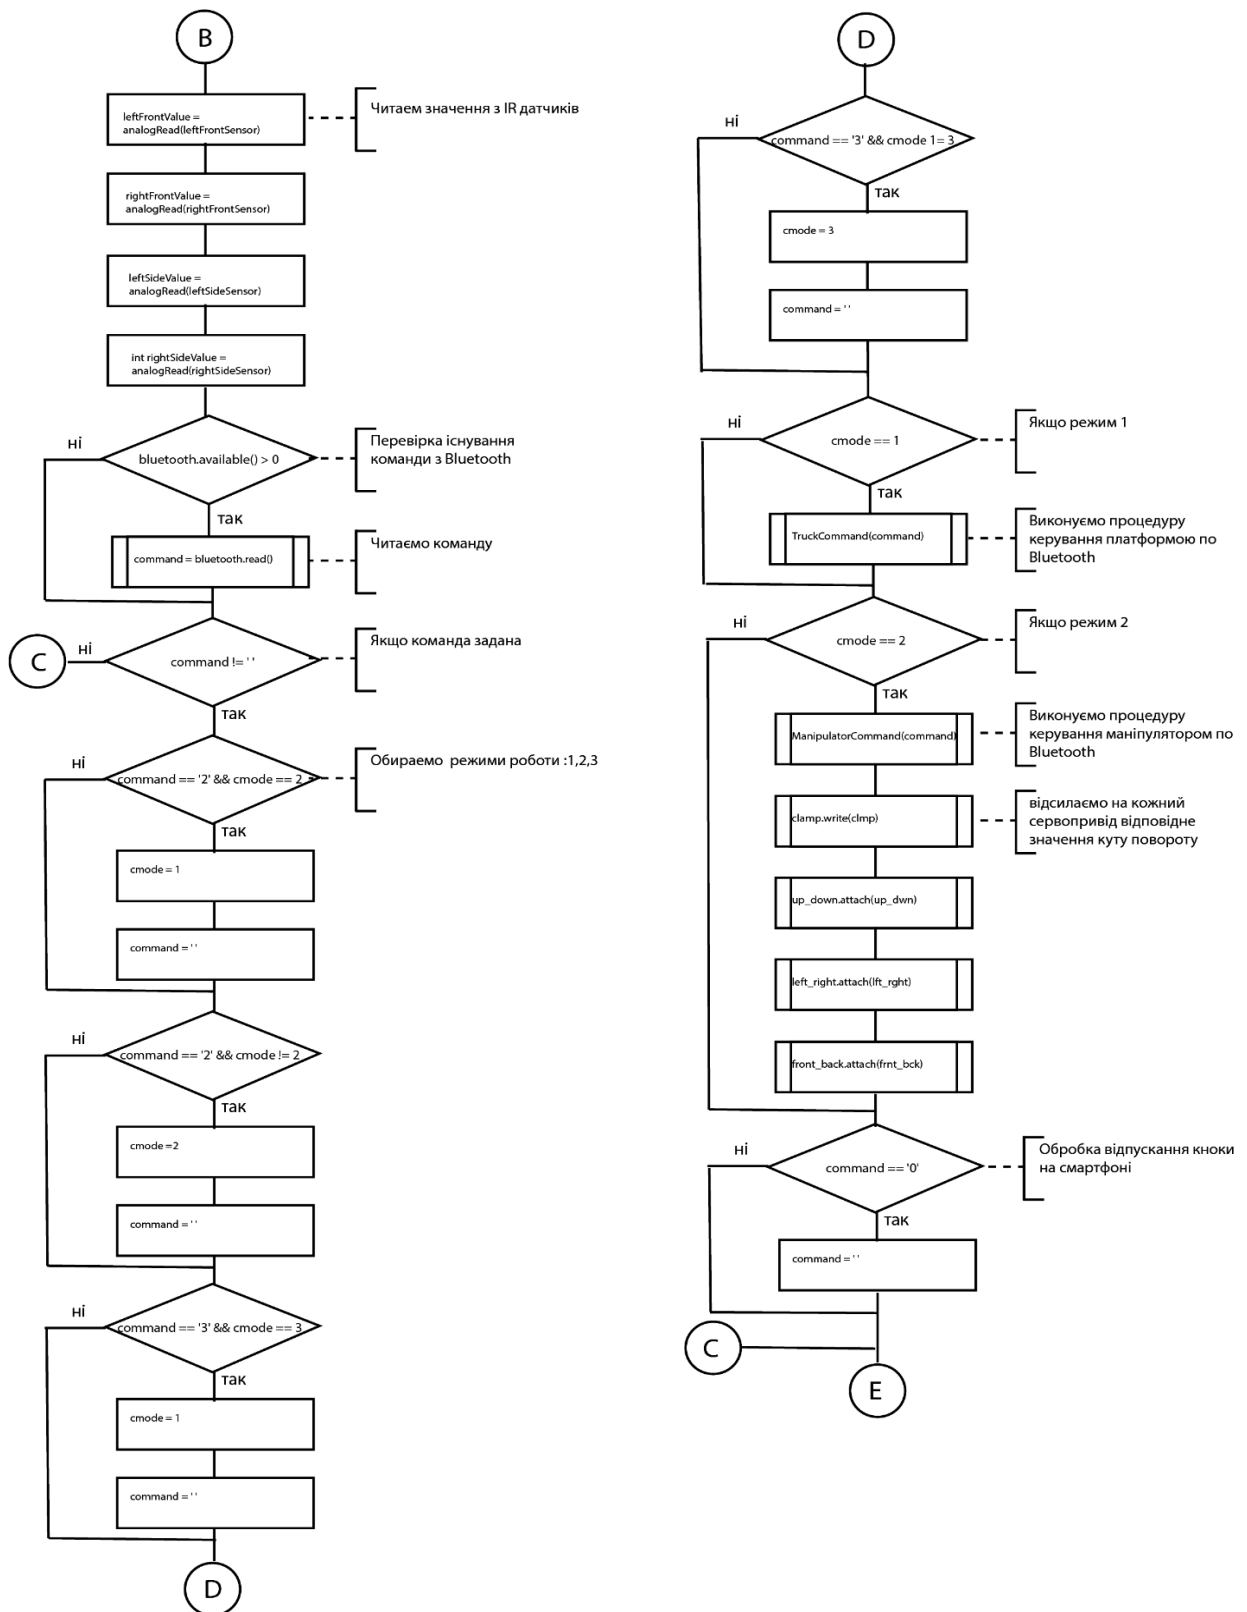 B
leftFrontValue =
analogRead(leftFrontSensor)
Читаем значення з IR датчиків
rightFrontValue =
analogRead(rightFrontSensor)
leftSideValue =
analogRead(leftSideSensor)
int rightSideValue =
analogRead(rightSideSensor)
ні
bluetooth.available() > 0
Перевірка існування
команди з Bluetooth
так
command = bluetooth.read()
Читаємо команду
C
ні
command != ' '
Якщо команда задана
так
ні
command == '2' && cmode == 2
Обираемо режими роботи :1,2,3
так
cmode = 1
command = ' '
ні
command == '2' && cmode != 2
так
cmode =2
command = ' '
ні
command == '3' && cmode == 3
так
cmode = 1
command = ' '
D
D
ні
command == '3' && cmode 1= 3
так
cmode = 3
command = ' '
ні
cmode == 1
Якщо режим 1
так
TruckCommand(command)
Виконуємо процедуру
керування платформою по
Bluetooth
ні
cmode == 2
Якщо режим 2
так
ManipulatorCommand(command)
Виконуємо процедуру
керування маніпулятором по
Bluetooth
clamp.write(clmp)
відсилаємо на кожний
сервопривід відповідне
значення куту повороту
up_down.attach(up_dwn)
left_right.attach(lft_rght)
front_back.attach(frnt_bck)
ні
command == '0'
Обробка відпускання кноки
на смартфоні
так
command = ' '
C
E